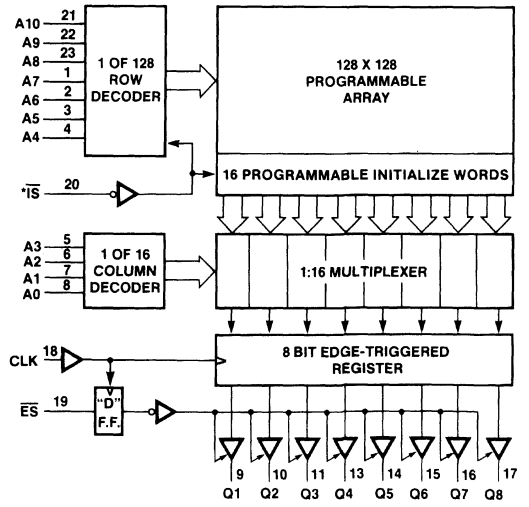 A10 21
A9 22
A8 23
A7 1
A6 2
A5 3
A4 4
1 OF 128
ROW
DECODER
128 X 128
PROGRAMMABLE
ARRAY
16 PROGRAMMABLE INITIALIZE WORDS
*IS 20
A3 5
A2 6
A1 7
A0 8
1 OF 16
COLUMN
DECODER
1:16 MULTIPLEXER
CLK 18
8 BIT EDGE-TRIGGERED
REGISTER
ES 19
"D"
F.F.
9 10 11 13 14 15 16 17
Q1 Q2 Q3 Q4 Q5 Q6 Q7 Q8